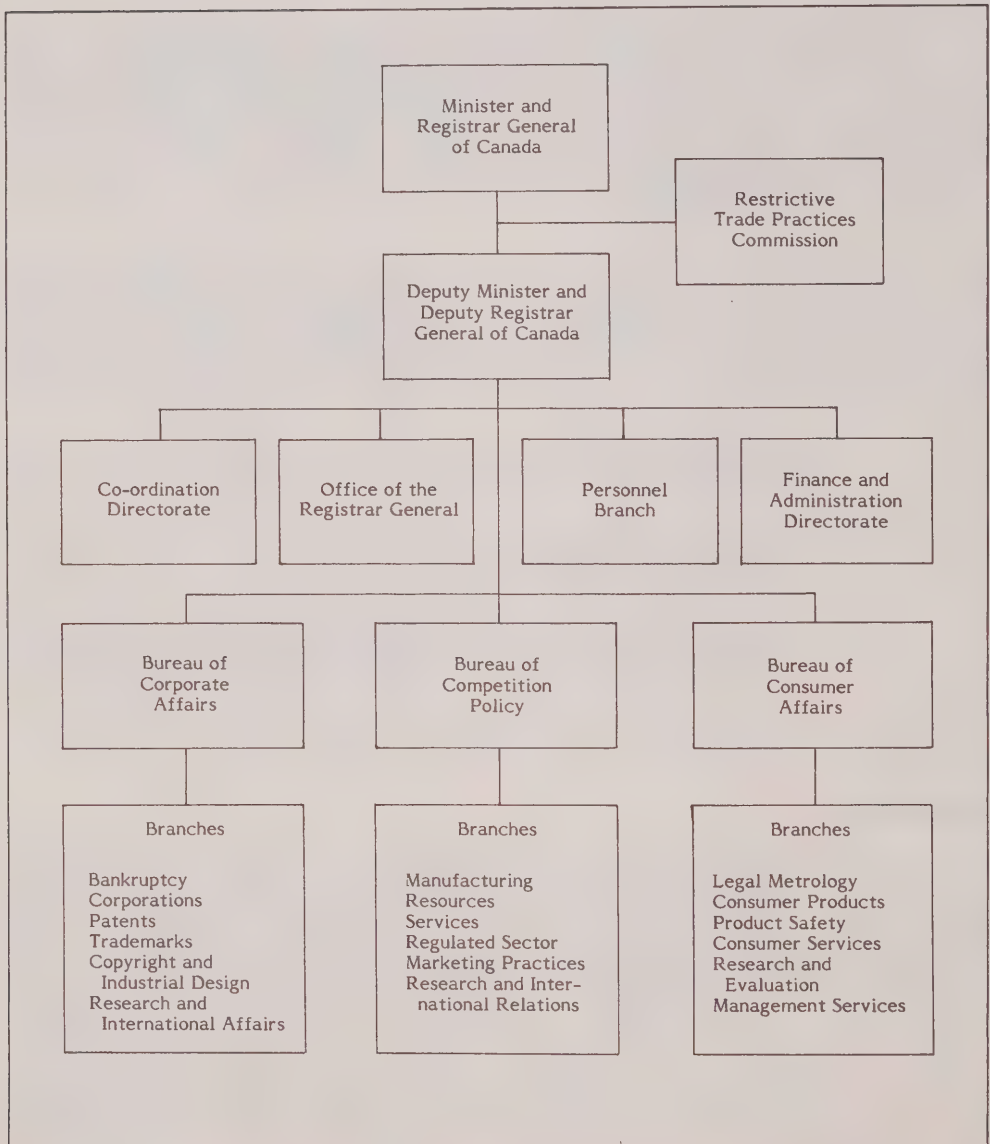 Minister and
Registrar General
of Canada
Restrictive
Trade Practices
Commission
Deputy Minister and
Deputy Registrar
General of Canada
Co-ordination
Directorate
Office of the
Registrar General
Personnel
Branch
Finance and
Administration
Directorate
Bureau of
Corporate
Affairs
Bureau of
Competition
Policy
Bureau of
Consumer
Affairs
Branches
Bankruptcy
Corporations
Patents
Trademarks
Copyright and
Industrial Design
Research and
International Affairs
Branches
Manufacturing
Resources
Services
Regulated Sector
Marketing Practices
Research and Inter-
national Relations
Branches
Legal Metrology
Consumer Products
Product Safety
Consumer Services
Research and
Evaluation
Management Services